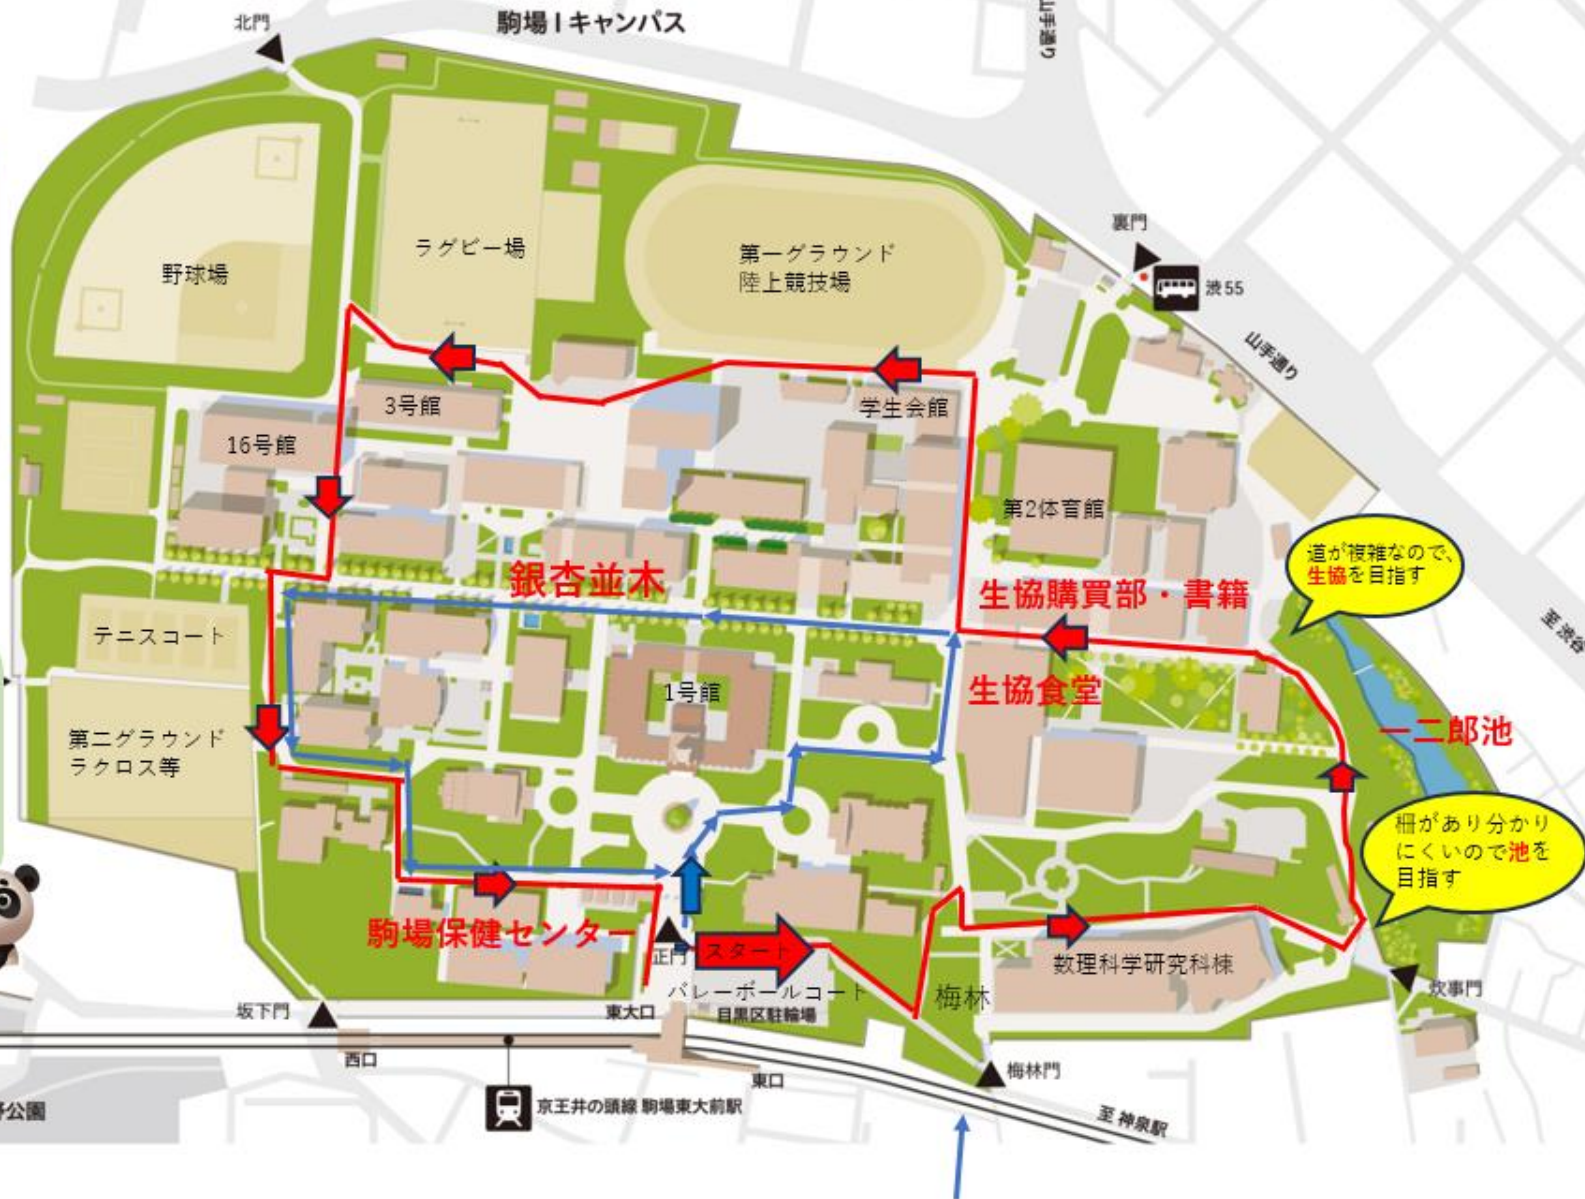 北門
駒場Ⅰキャンパス
山手通り
裏門
渋55
山手通り
野球場
ラグビー場
第一グラウンド
陸上競技場
3号館
16号館
学生会館
第2体育館
道が複雑なので、
生協を目指す
至 渋谷
銀杏並木
生協購買部・書籍
テニスコート
1号館
生協食堂
一二郎池
第二グラウンド
ラクロス等
柵があり分かり
にくいので池を
目指す
駒場保健センター
正門
スタート
数理科学研究科棟
バレーボールコート
梅林
炊事門
坂下門
東大口
目黒区駐輪場
西口
東口
梅林門
京王井の頭線 駒場東大前駅
至 神泉駅
公園